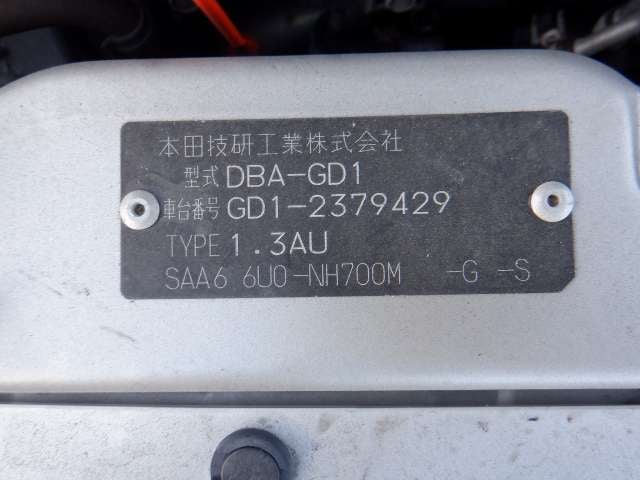 本田技研工業株式会社
型式 DBA-GD1
車台番号 GD1-2379429
TYPE 1.3AU
SAA6 6U0-NH700M -G -S